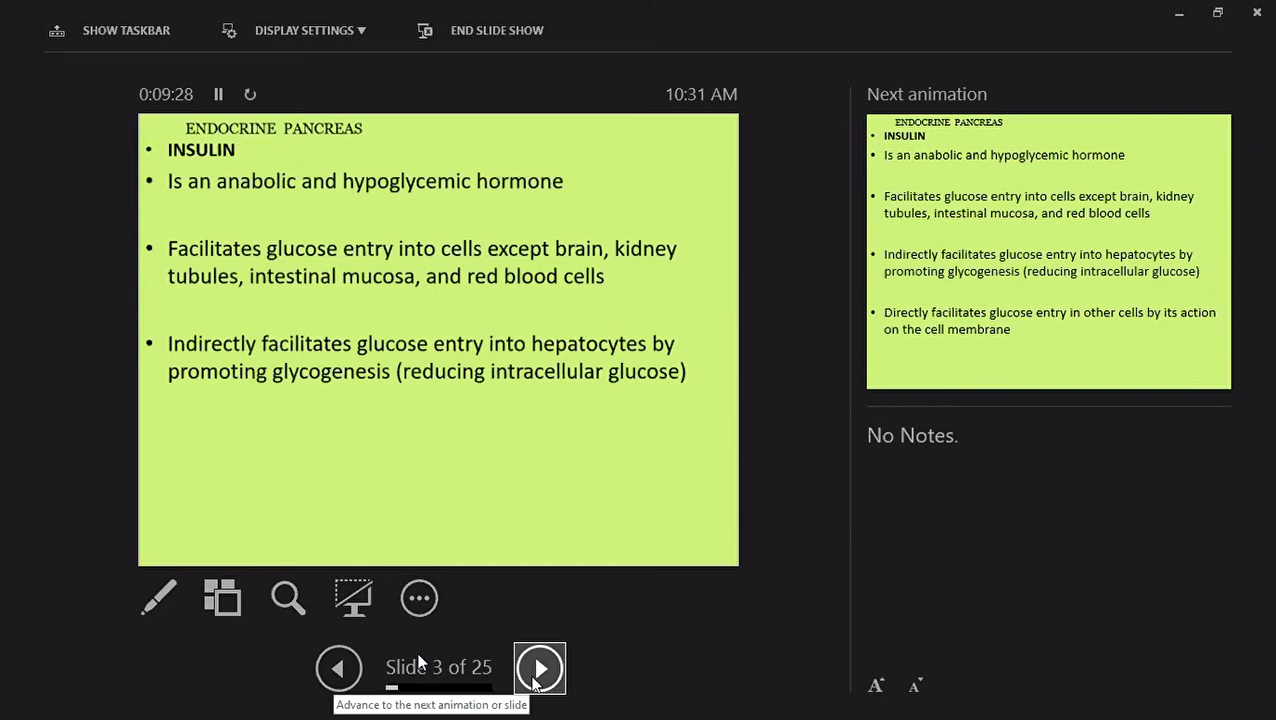 SHOW TASKBAR
DISPLAY SETTINGS ▾
END SLIDE SHOW
0:09:28
10:31 AM
ENDOCRINE PANCREAS
• INSULIN
• Is an anabolic and hypoglycemic hormone
• Facilitates glucose entry into cells except brain, kidney
tubules, intestinal mucosa, and red blood cells
• Indirectly facilitates glucose entry into hepatocytes by
promoting glycogenesis (reducing intracellular glucose)
Slide 3 of 25
Advance to the next animation or slide
Next animation
ENDOCRINE PANCREAS
• INSULIN
• Is an anabolic and hypoglycemic hormone
• Facilitates glucose entry into cells except brain, kidney
tubules, intestinal mucosa, and red blood cells
• Indirectly facilitates glucose entry into hepatocytes by
promoting glycogenesis (reducing intracellular glucose)
• Directly facilitates glucose entry in other cells by its action
on the cell membrane
No Notes.
A A